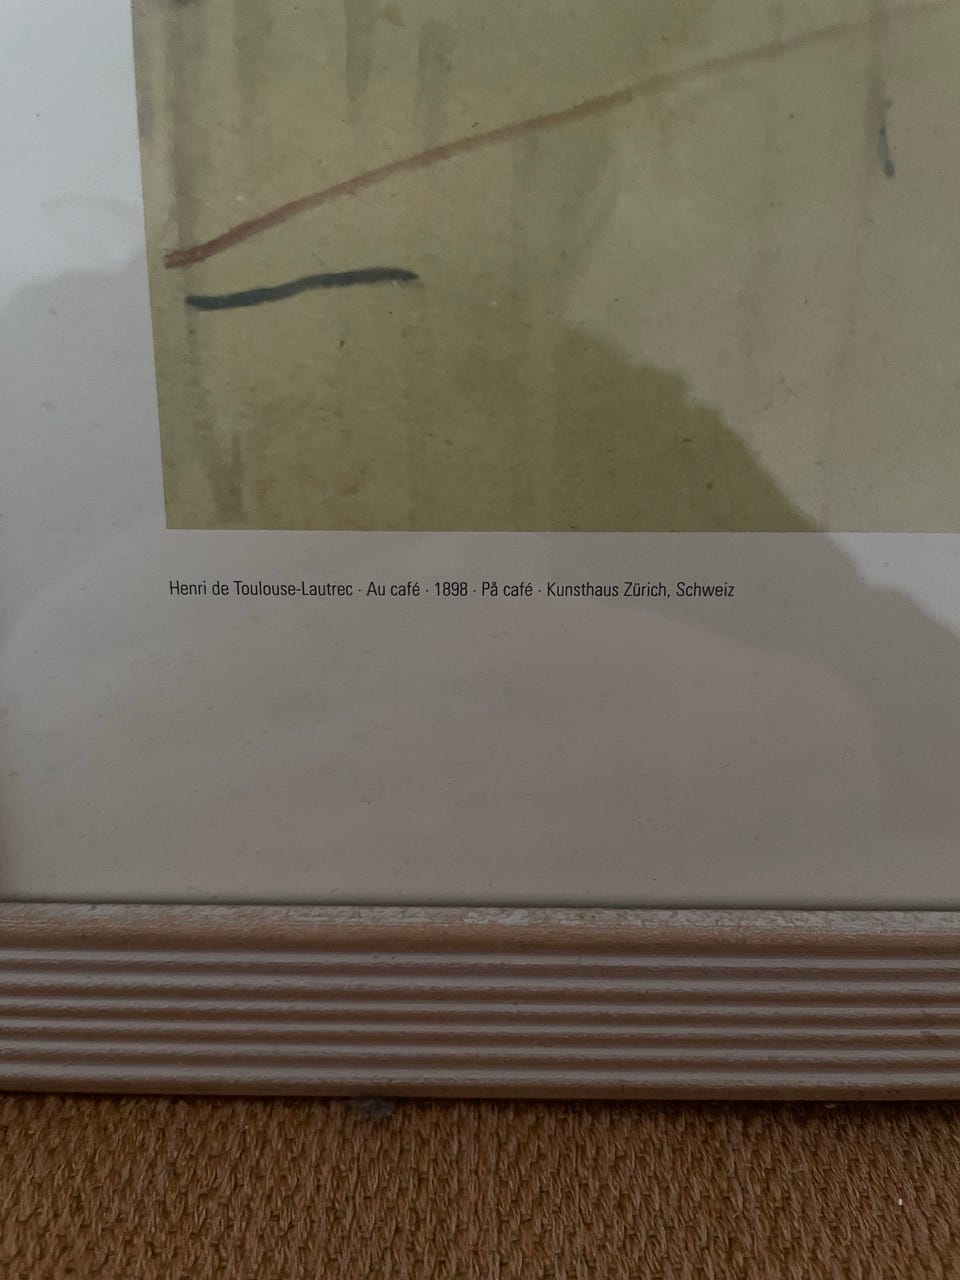 Henri de Toulouse-Lautrec · Au café · 1898 · På café · Kunsthaus Zürich, Schweiz